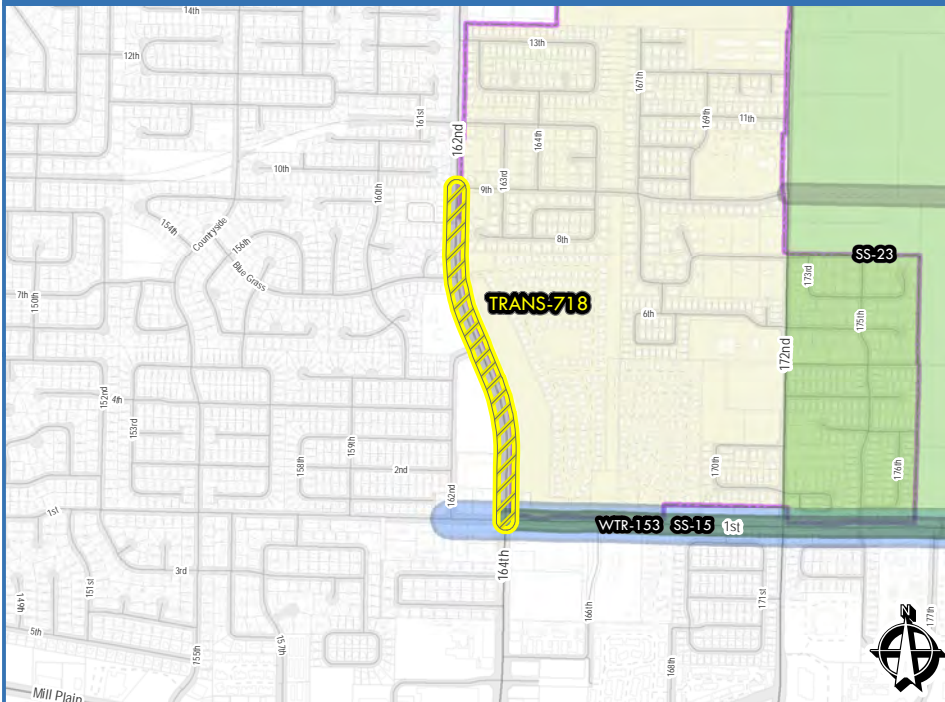 14th
13th
12th
167th
161st
162nd
164th
169th
11th
10th
160th
163rd
9th
154th
Countryside
156th
8th
SS-23
Blue Grass
173rd
7th
150th
TRANS-718
6th
175th
172nd
152nd
4th
153rd
159th
158th
2nd
170th
176th
162nd
1st
WTR-153 SS-15 1st
3rd
164th
151st
149th
166th
171st
N
177th
5th
157th
155th
168th
Mill Plain